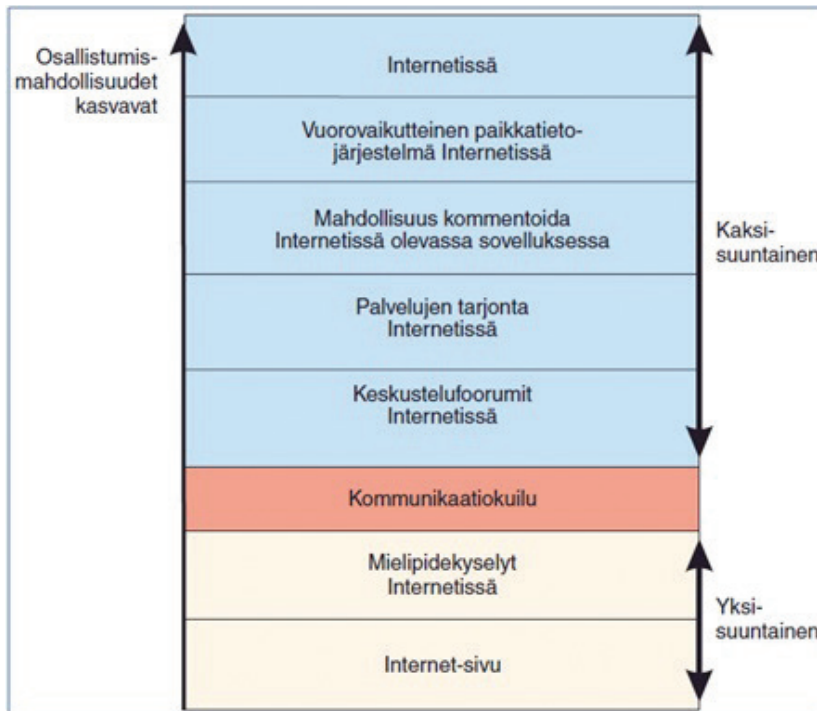 Osallistumis-
mahdollisuudet
kasvavat
Internetissä
Vuorovaikutteinen paikkatieto-
järjestelmä Internetissä
Mahdollisuus kommentoida
Internetissä olevassa sovelluksessa
Kaksi-
suuntainen
Palvelujen tarjonta
Internetissä
Keskustelufoorumit
Internetissä
Kommunikaatiokuilu
Mielipidekyselyt
Internetissä
Yksi-
suuntainen
Internet-sivu